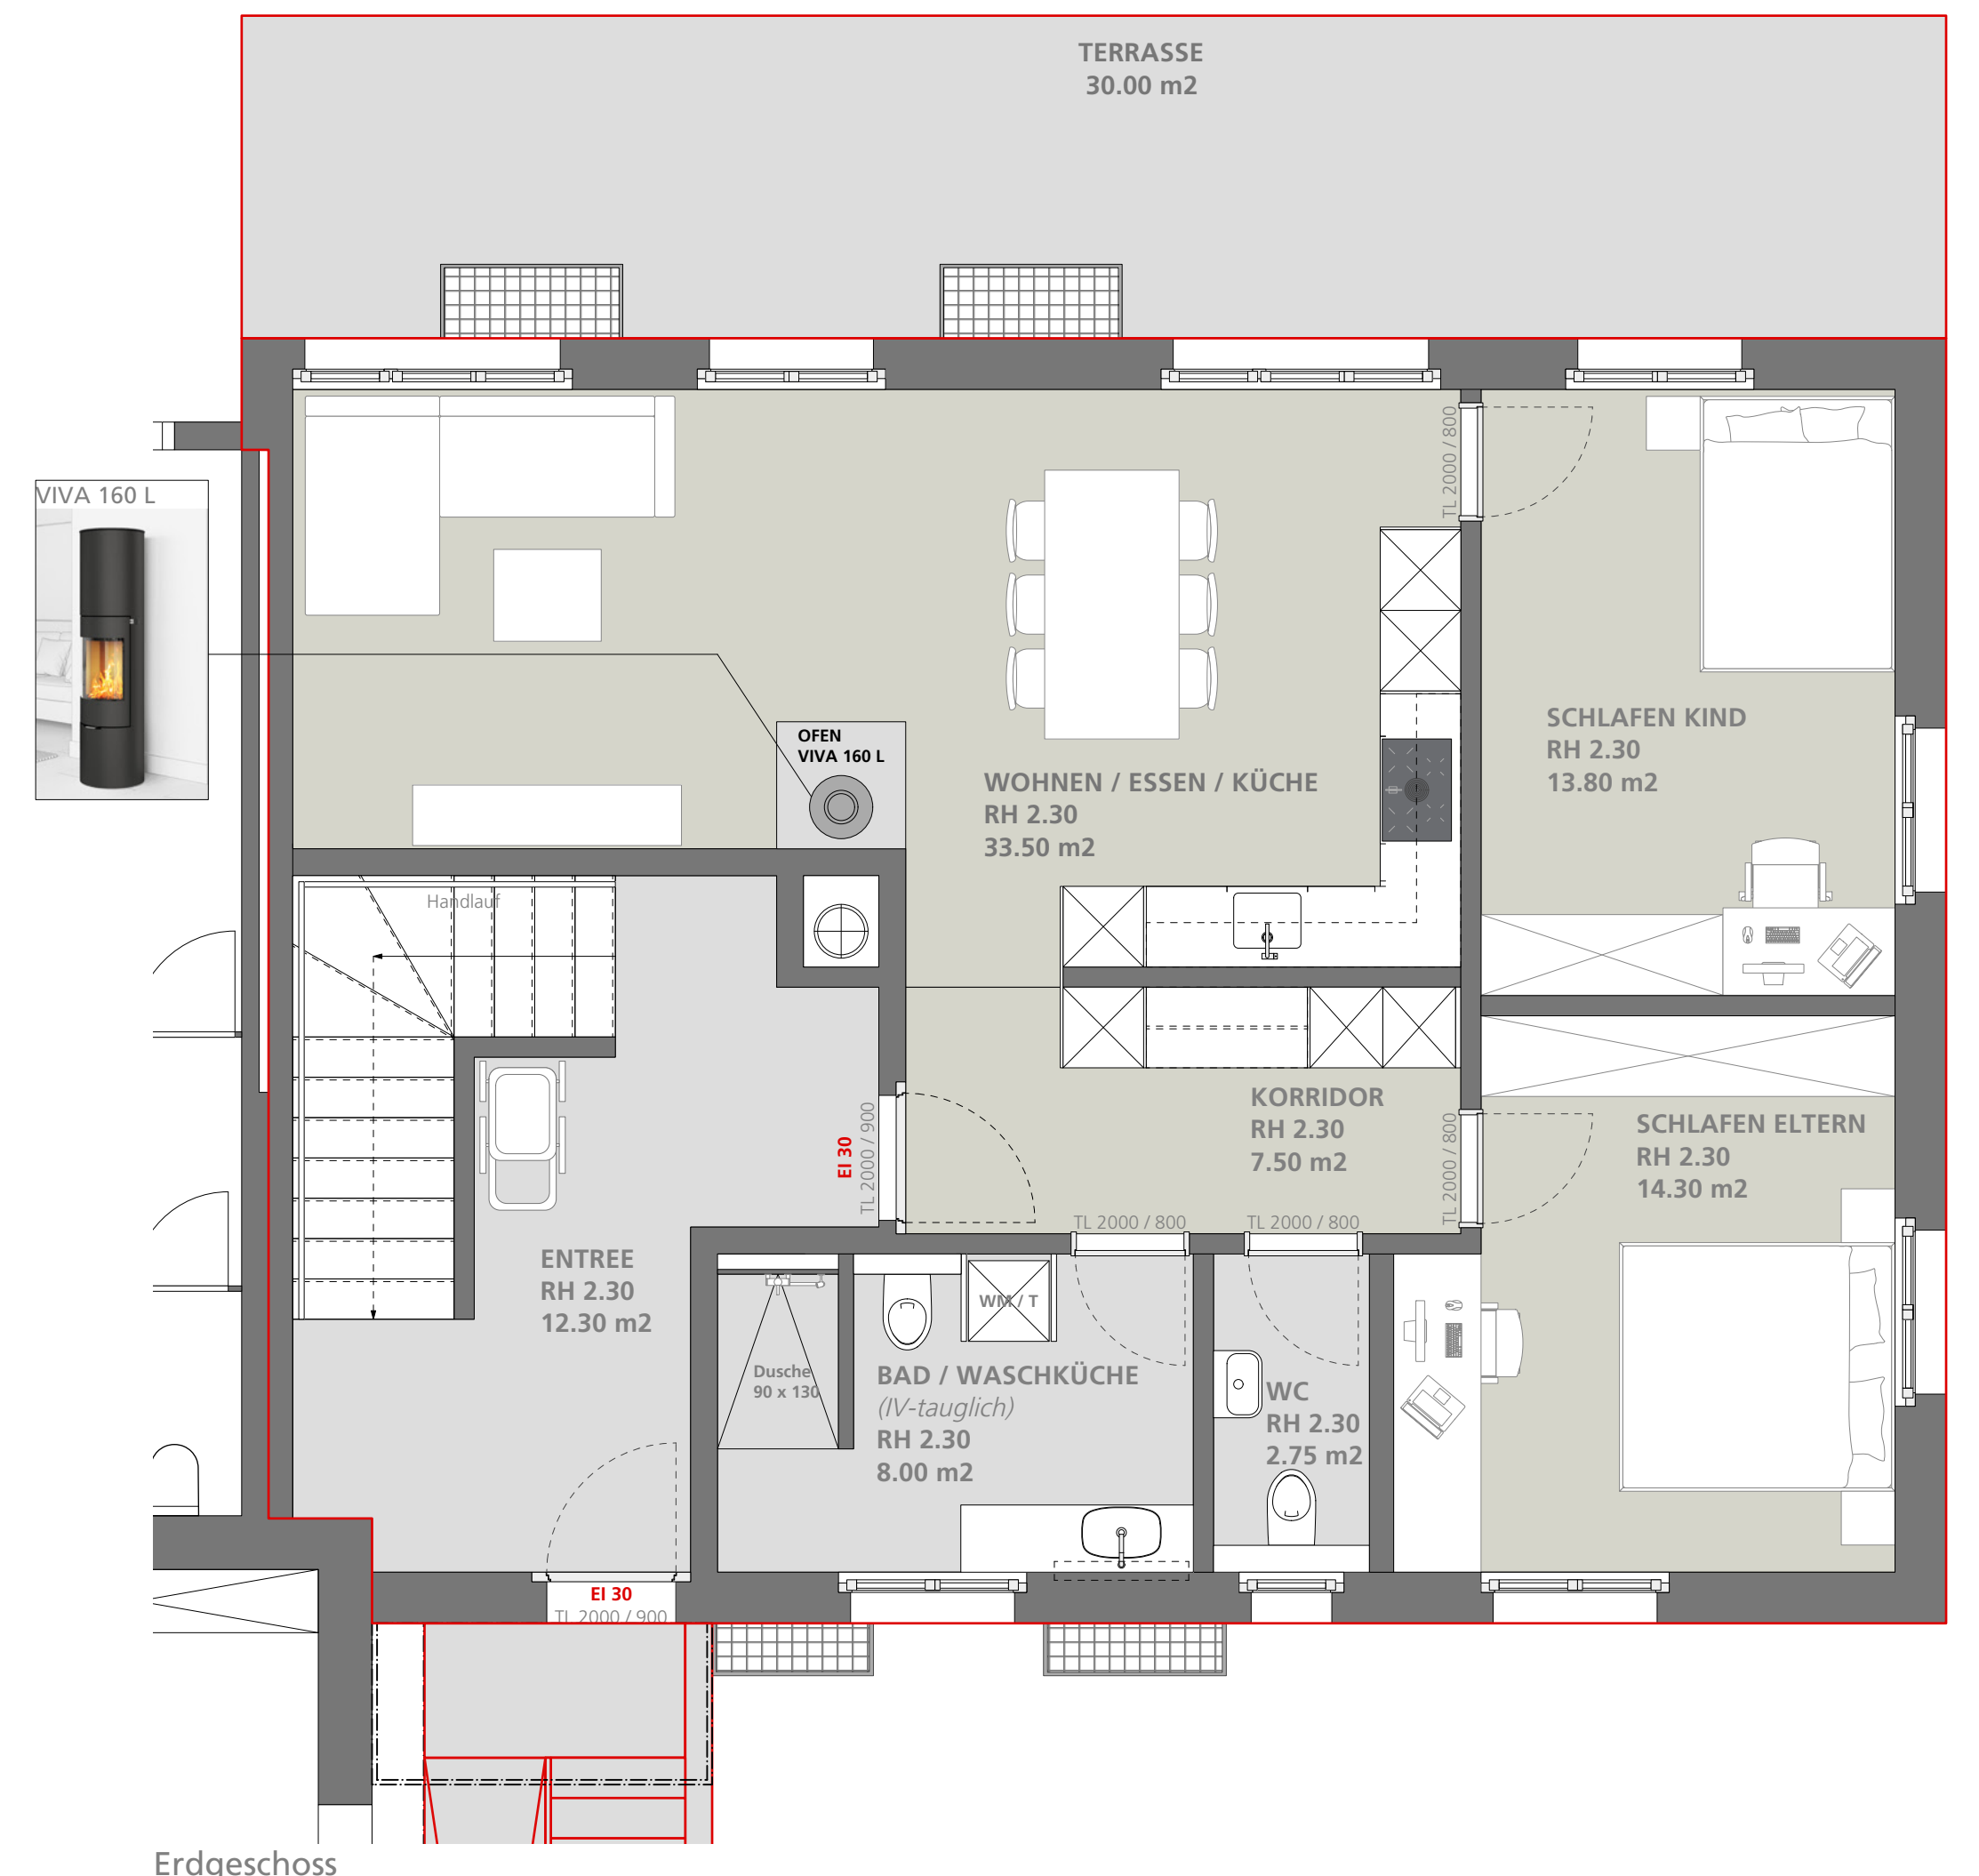 TERRASSE
30.00 m2
VIVA 160 L
TL 2000 / 800
OFEN
VIVA 160 L
WOHNEN / ESSEN / KÜCHE
RH 2.30
33.50 m2
SCHLAFEN KIND
RH 2.30
13.80 m2
Handlauf
KORRIDOR
RH 2.30
7.50 m2
SCHLAFEN ELTERN
RH 2.30
14.30 m2
EI 30
TL 2000 / 900
TL 2000 / 800
TL 2000 / 800
TL 2000 / 800
ENTREE
RH 2.30
12.30 m2
WM / T
Dusche
90 x 130
BAD / WASCHKÜCHE
(IV-tauglich)
RH 2.30
8.00 m2
WC
RH 2.30
2.75 m2
EI 30
TL 2000 / 900
Erdgeschoss